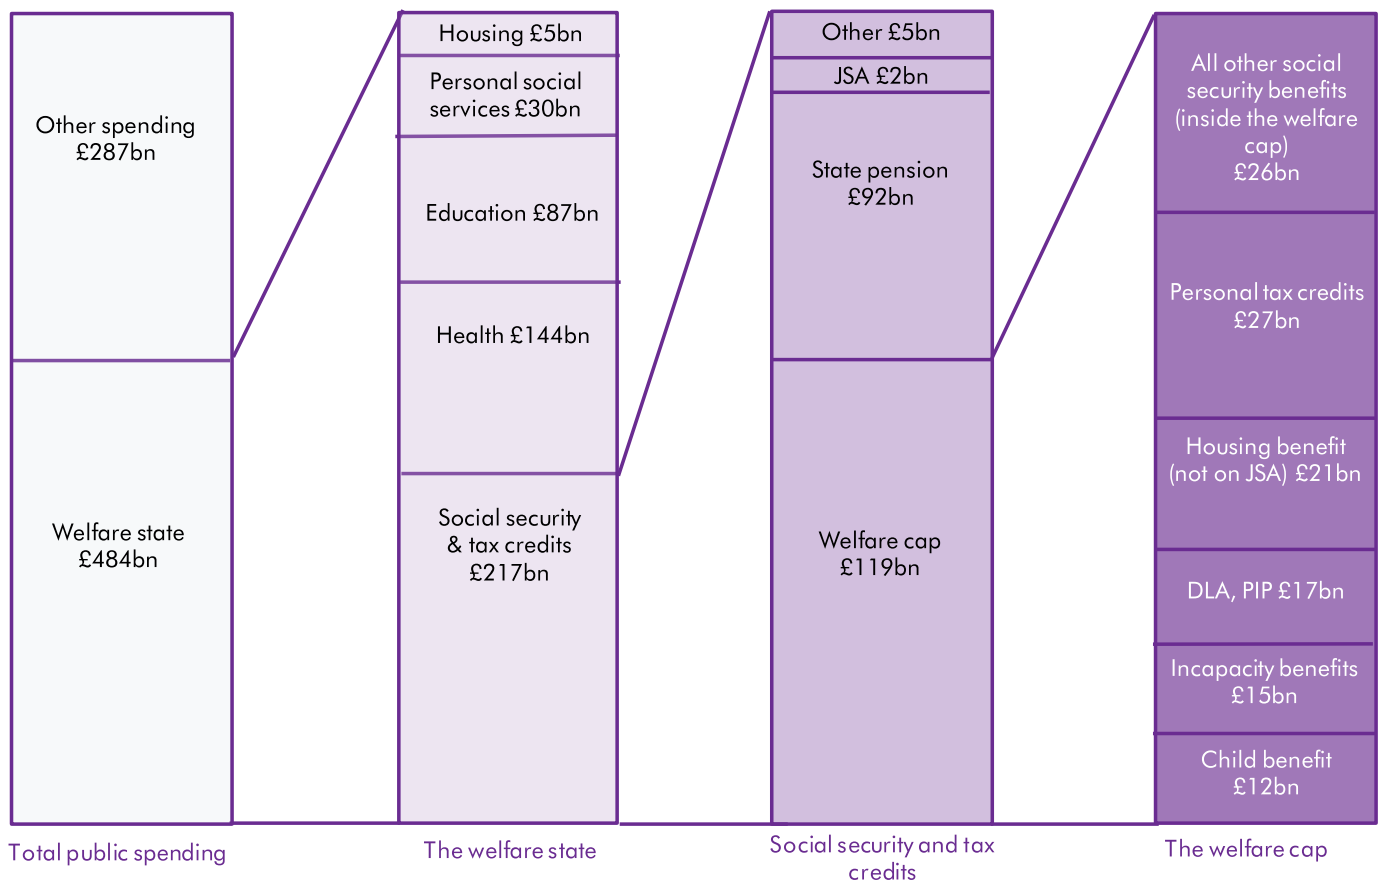 Other spending
£287bn
Welfare state
£484bn
Total public spending
Housing £5bn
Personal social
services £30bn
Education £87bn
Health £144bn
Social security
& tax credits
£217bn
The welfare state
Other £5bn
JSA £2bn
State pension
£92bn
Welfare cap
£119bn
Social security and tax
credits
All other social
security benefits
(inside the welfare
cap)
£26bn
Personal tax credits
£27bn
Housing benefit
(not on JSA) £21bn
DLA, PIP £17bn
Incapacity benefits
£15bn
Child benefit
£12bn
The welfare cap